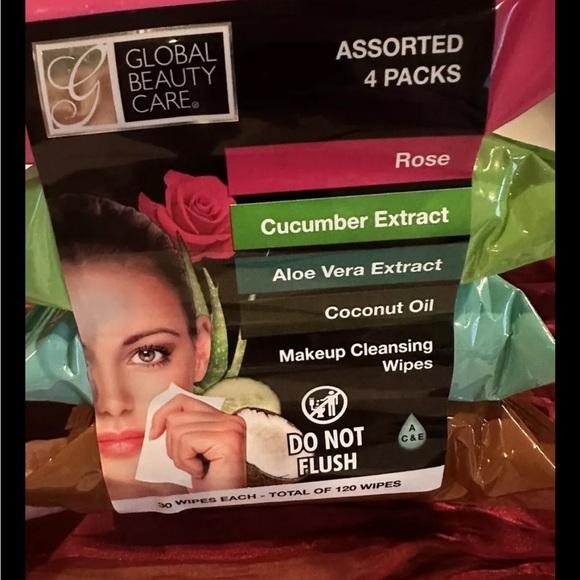 G
GLOBAL
BEAUTY
CARE®
ASSORTED
4 PACKS
Rose
Cucumber Extract
Aloe Vera Extract
Coconut Oil
Makeup Cleansing
Wipes
DO NOT
FLUSH
A
C & E
30 WIPES EACH - TOTAL OF 120 WIPES